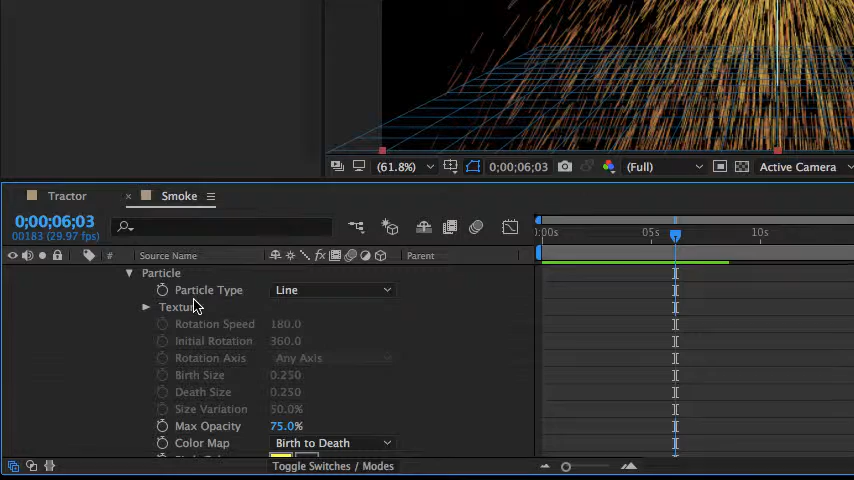 (61.8%) 0;00;06;03 (Full) Active Camera
Tractor × Smoke
0;00;06;03
00183 (29.97 fps)
:00s 05s 10s
# Source Name fx Parent
Particle
Particle Type Line
Textu
Rotation Speed 180.0
Initial Rotation 360.0
Rotation Axis Any Axis
Birth Size 0.250
Death Size 0.250
Size Variation 50.0%
Max Opacity 75.0%
Color Map Birth to Death
Toggle Switches / Modes